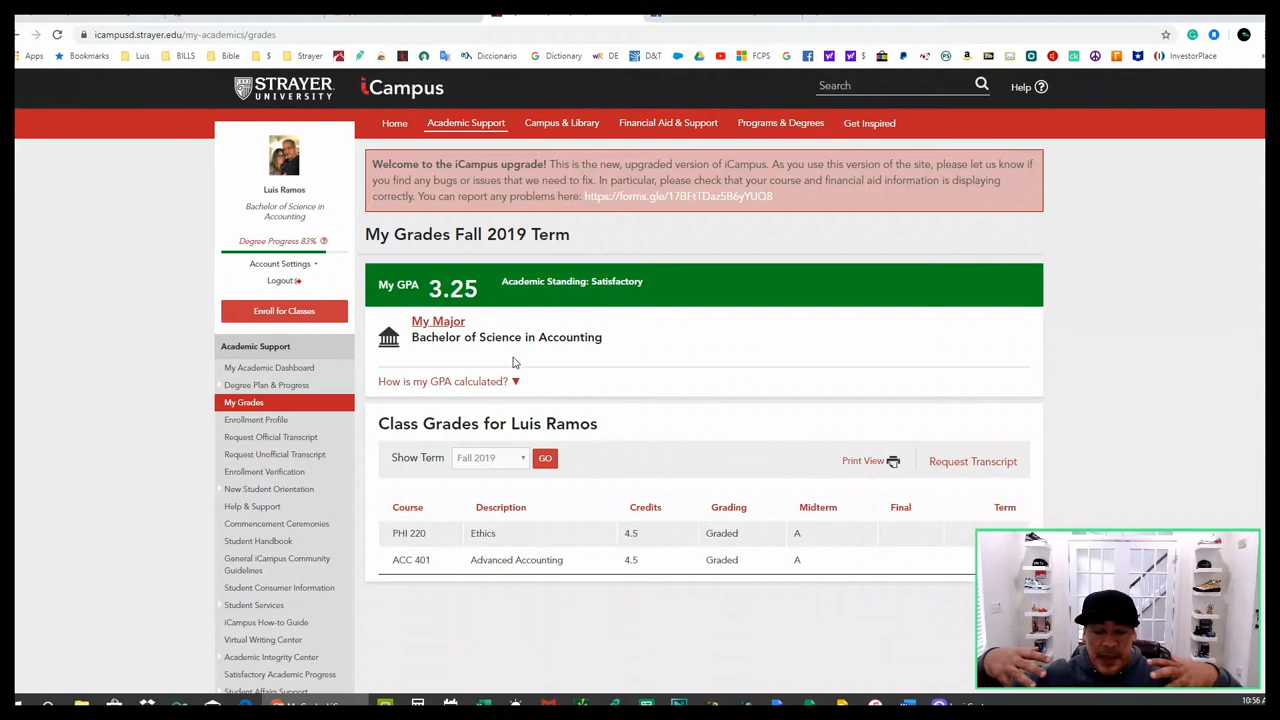 icampusd.strayer.edu/my-academics/grades
Apps Bookmarks Luis BILLS Bible $ Strayer Diccionario Dictionary DE D&T FCPS $ InvestorPlace
STRAYER UNIVERSITY iCampus Search Help
Home Academic Support Campus & Library Financial Aid & Support Programs & Degrees Get Inspired
Luis Ramos
Bachelor of Science in
Accounting
Degree Progress 83%
Account Settings
Logout
Enroll for Classes
Academic Support
My Academic Dashboard
Degree Plan & Progress
My Grades
Enrollment Profile
Request Official Transcript
Request Unofficial Transcript
Enrollment Verification
New Student Orientation
Help & Support
Commencement Ceremonies
Student Handbook
General iCampus Community
Guidelines
Student Consumer Information
Student Services
iCampus How-to Guide
Virtual Writing Center
Academic Integrity Center
Satisfactory Academic Progress
Student Affairs Support
Welcome to the iCampus upgrade! This is the new, upgraded version of iCampus. As you use this version of the site, please let us know if
you find any bugs or issues that we need to fix. In particular, please check that your course and financial aid information is displaying
correctly. You can report any problems here: https://forms.gle/17BFtTDaz5B6yYUQ8
My Grades Fall 2019 Term
My GPA 3.25 Academic Standing: Satisfactory
My Major
Bachelor of Science in Accounting
How is my GPA calculated? ▼
Class Grades for Luis Ramos
Show Term Fall 2019 GO Print View Request Transcript
Course Description Credits Grading Midterm Final Term
PHI 220 Ethics 4.5 Graded A
ACC 401 Advanced Accounting 4.5 Graded A
10:56